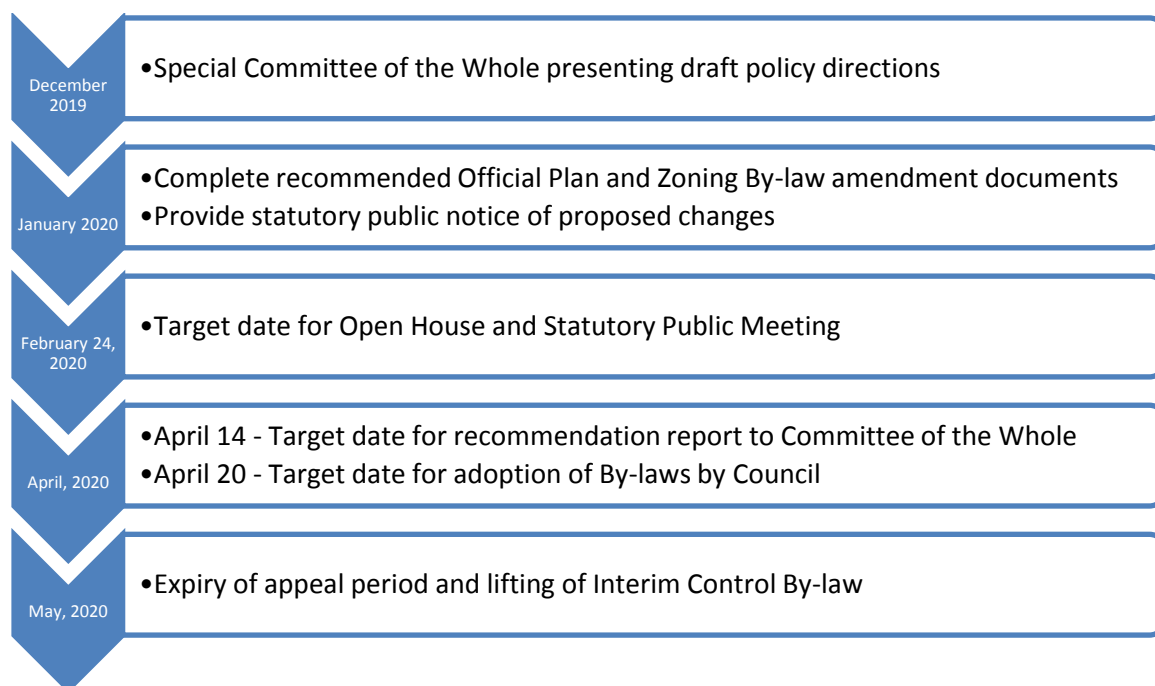 December
2019
•Special Committee of the Whole presenting draft policy directions
January 2020
•Complete recommended Official Plan and Zoning By-law amendment documents
•Provide statutory public notice of proposed changes
February 24,
2020
•Target date for Open House and Statutory Public Meeting
April, 2020
•April 14 - Target date for recommendation report to Committee of the Whole
•April 20 - Target date for adoption of By-laws by Council
May, 2020
•Expiry of appeal period and lifting of Interim Control By-law